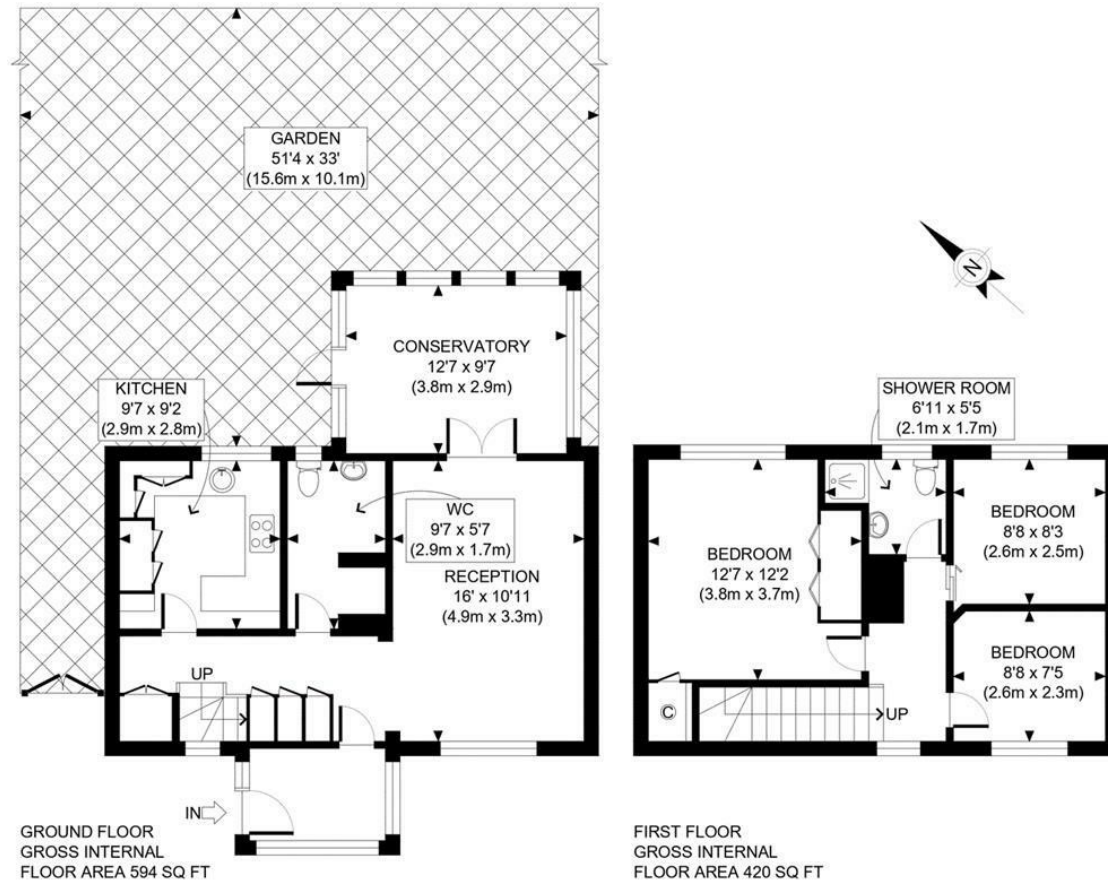 GARDEN
51'4 x 33'
(15.6m x 10.1m)
CONSERVATORY
12'7 x 9'7
(3.8m x 2.9m)
KITCHEN
9'7 x 9'2
(2.9m x 2.8m)
WC
9'7 x 5'7
(2.9m x 1.7m)
RECEPTION
16' x 10'11
(4.9m x 3.3m)
UP
IN
GROUND FLOOR
GROSS INTERNAL
FLOOR AREA 594 SQ FT
N
SHOWER ROOM
6'11 x 5'5
(2.1m x 1.7m)
BEDROOM
12'7 x 12'2
(3.8m x 3.7m)
BEDROOM
8'8 x 8'3
(2.6m x 2.5m)
BEDROOM
8'8 x 7'5
(2.6m x 2.3m)
C
UP
FIRST FLOOR
GROSS INTERNAL
FLOOR AREA 420 SQ FT